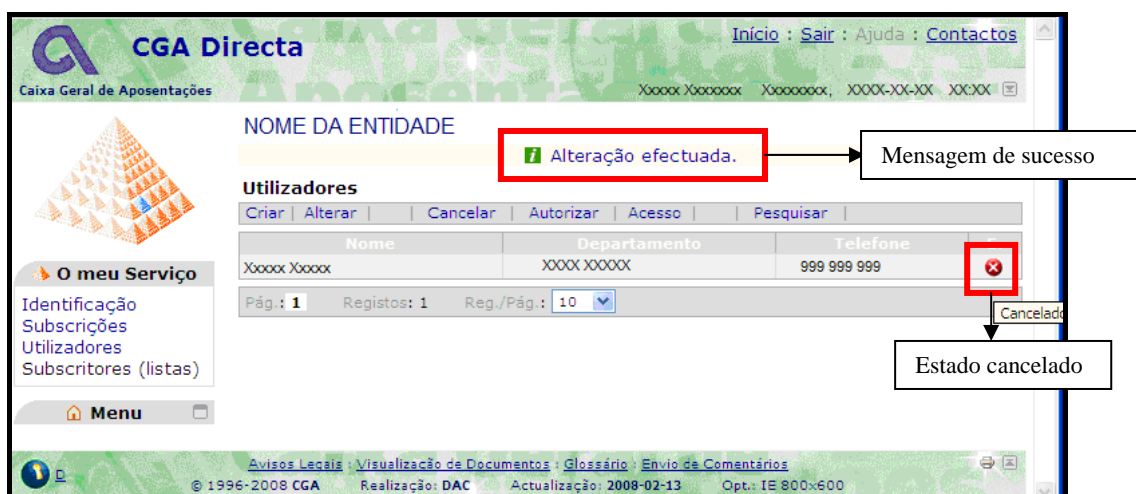 CGA Directa
Início : Sair : Ajuda : Contactos
Caixa Geral de Aposentações
Xxxxx Xxxxxxx Xxxxxxxx, XXXX-XX-XX XX:XX
NOME DA ENTIDADE
Alteração efectuada.
Mensagem de sucesso
Utilizadores
Criar | Alterar | | Cancelar | Autorizar | Acesso | | Pesquisar |
Nome Departamento Telefone
Xxxxx Xxxxx XXXX XXXXX 999 999 999
Pág.: 1 Registos: 1 Reg./Pág.: 10
Cancelado
Estado cancelado
O meu Serviço
Identificação
Subscrições
Utilizadores
Subscritores (listas)
Menu
D
Avisos Legais : Visualização de Documentos : Glossário : Envio de Comentários
© 1996-2008 CGA Realização: DAC Actualização: 2008-02-13 Opt.: IE 800x600